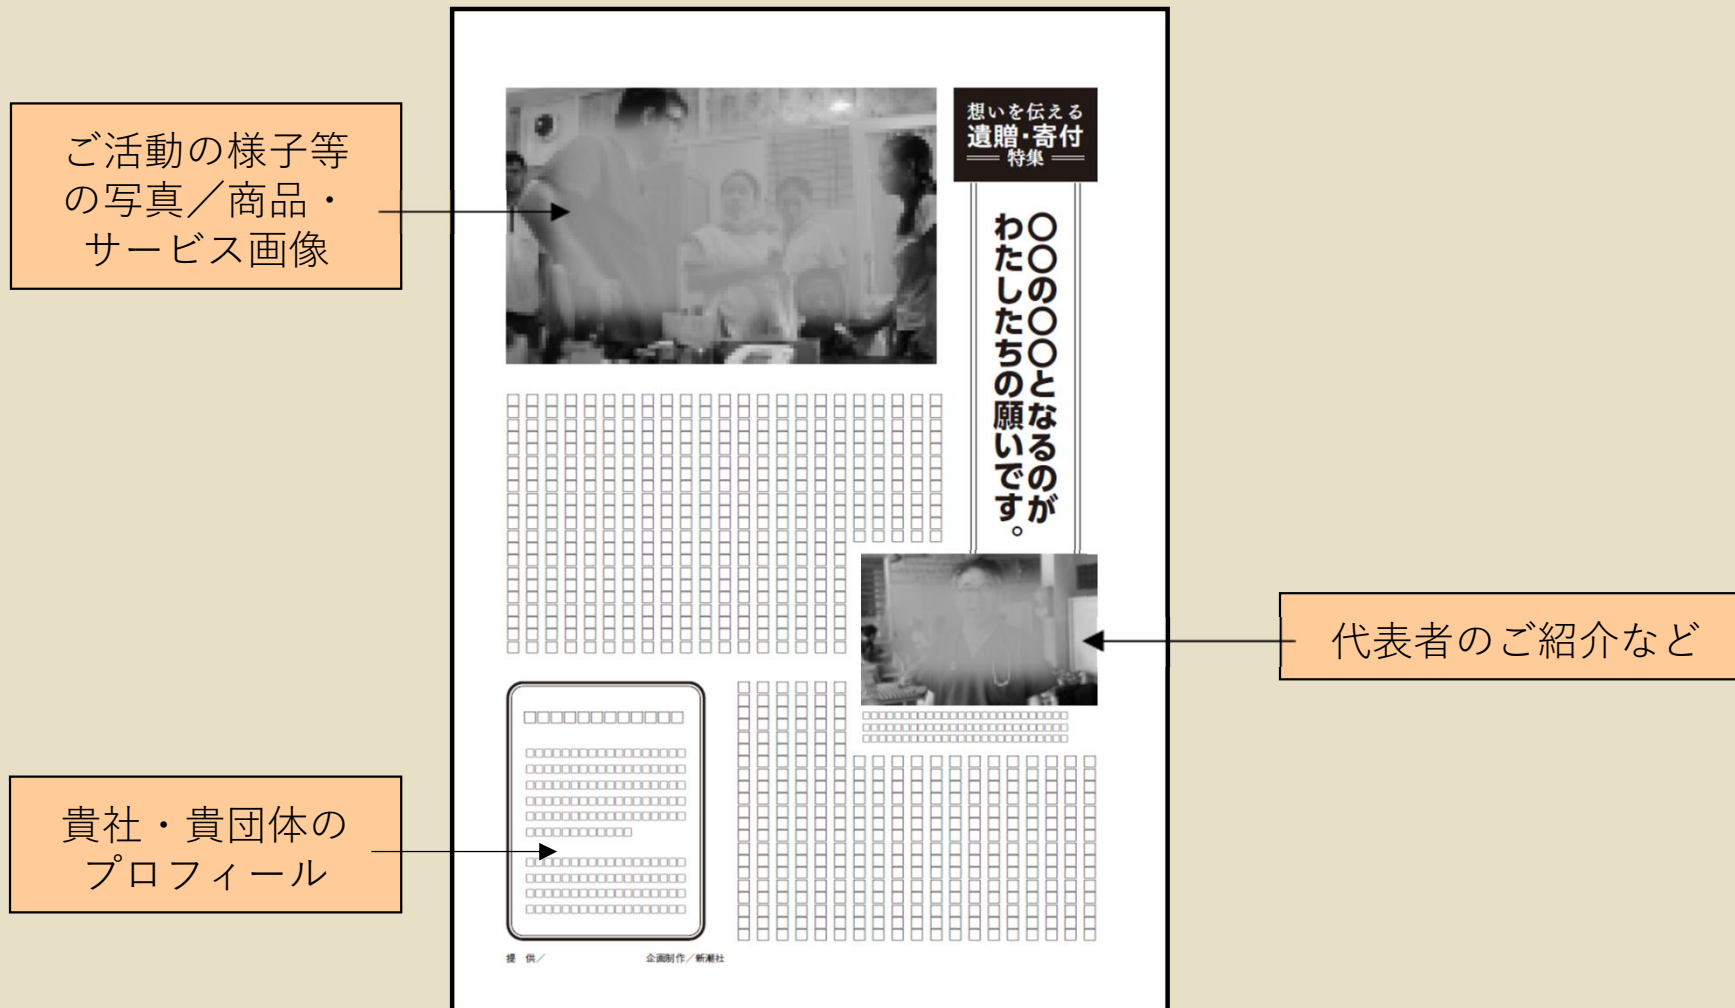 ご活動の様子等
の写真／商品・
サービス画像
想いを伝える
遺贈・寄付
特集
〇〇の〇〇となるのが
わたしたちの願いです。
代表者のご紹介など
貴社・貴団体の
プロフィール
提　供／
企画制作／新潮社